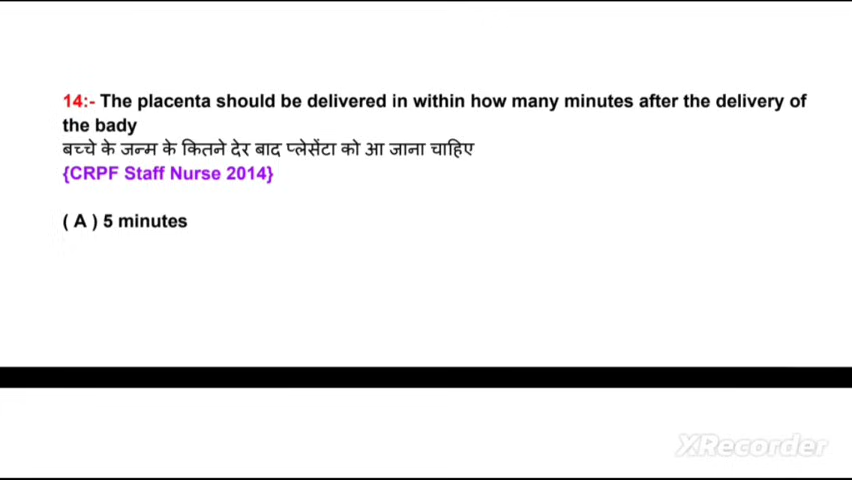 14:- The placenta should be delivered in within how many minutes after the delivery of
the bady
बच्चे के जन्म के कितने देर बाद प्लेसेंटा को आ जाना चाहिए
{CRPF Staff Nurse 2014}
( A ) 5 minutes
XRecorder